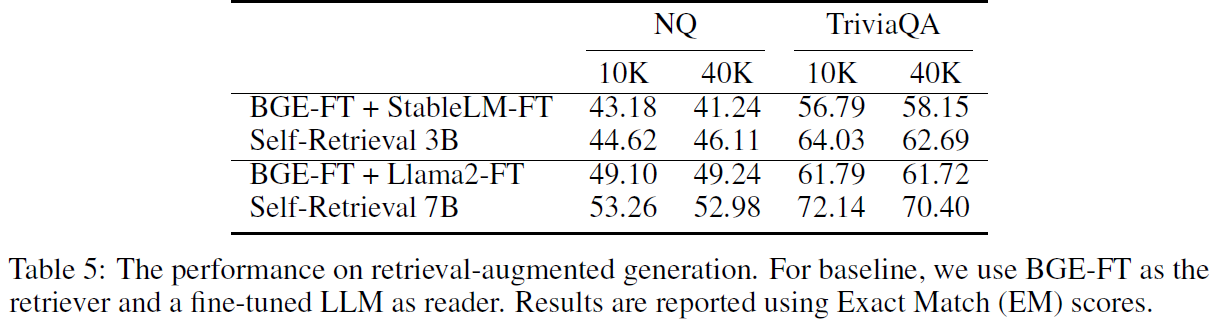 NQ TriviaQA
10K 40K 10K 40K
BGE-FT + StableLM-FT 43.18 41.24 56.79 58.15
Self-Retrieval 3B 44.62 46.11 64.03 62.69
BGE-FT + Llama2-FT 49.10 49.24 61.79 61.72
Self-Retrieval 7B 53.26 52.98 72.14 70.40
Table 5: The performance on retrieval-augmented generation. For baseline, we use BGE-FT as the
retriever and a fine-tuned LLM as reader. Results are reported using Exact Match (EM) scores.